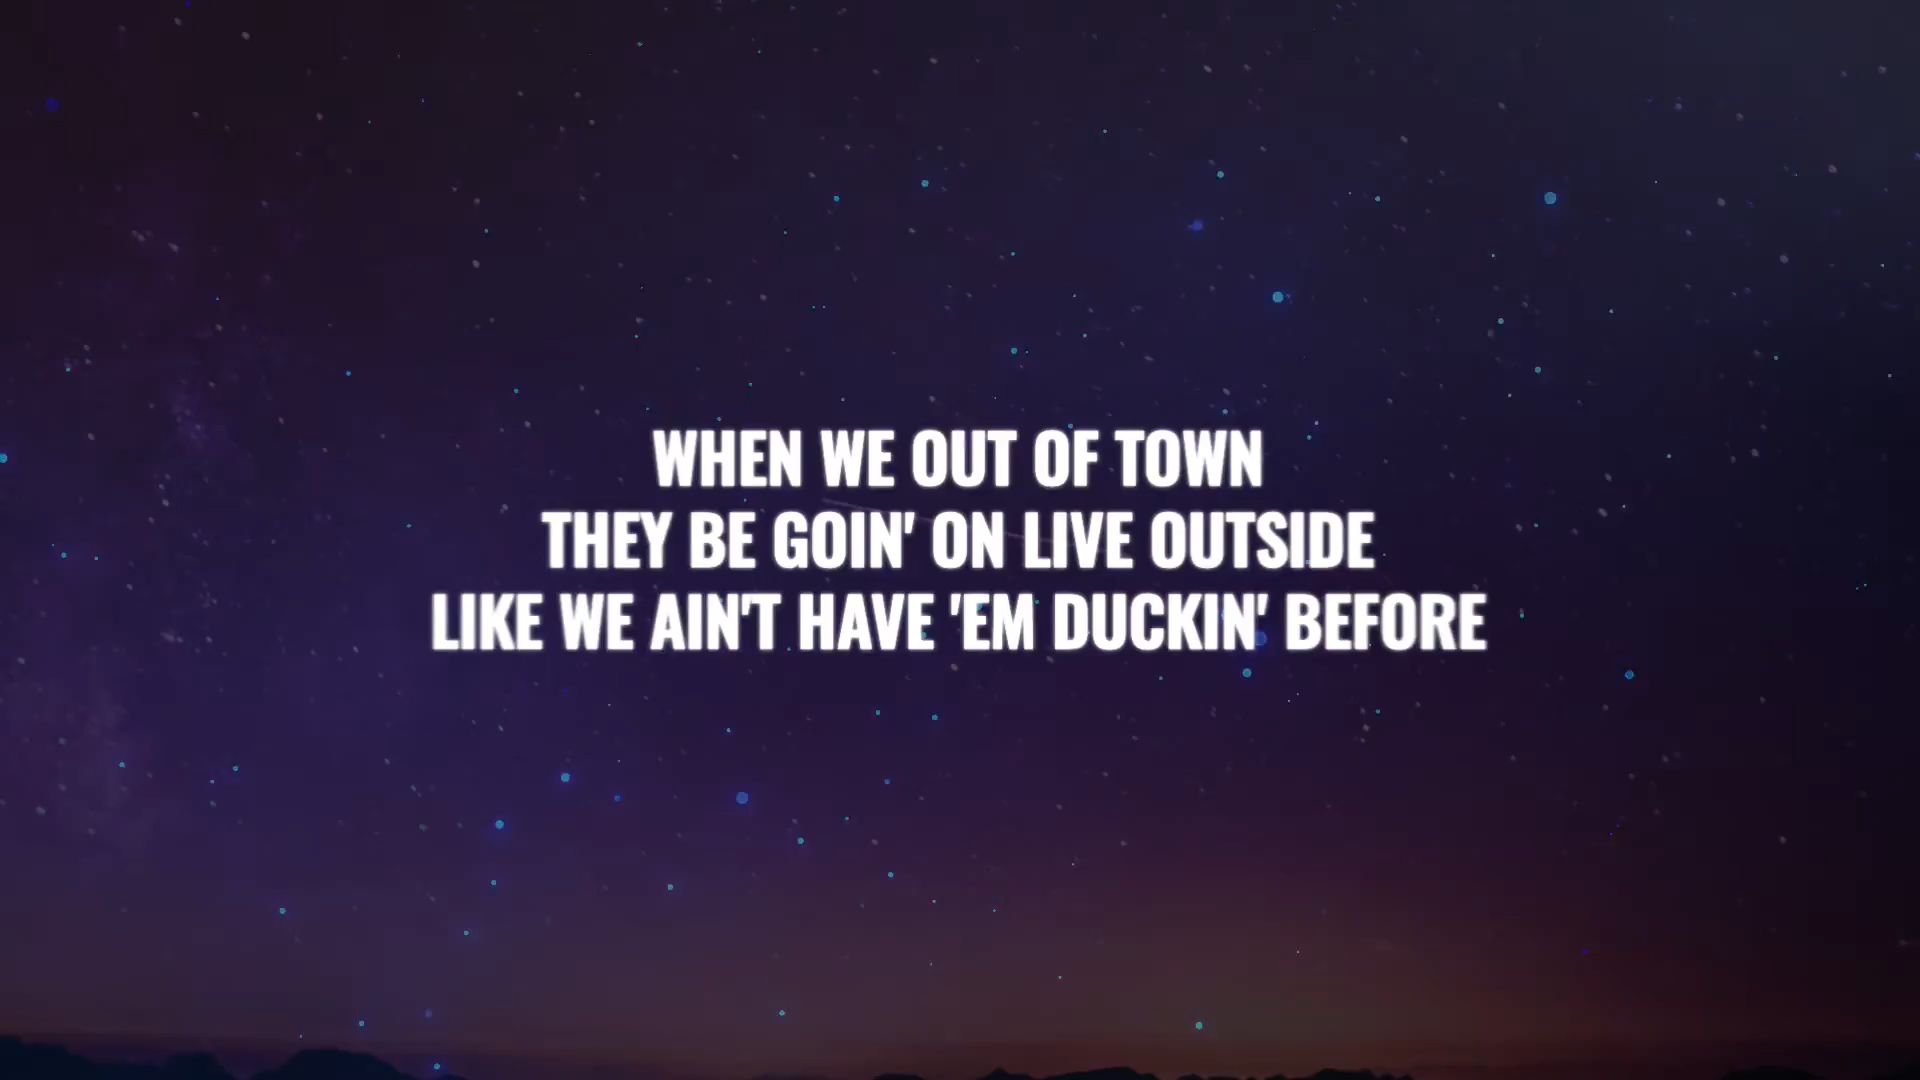 WHEN WE OUT OF TOWN
THEY BE GOIN' ON LIVE OUTSIDE
LIKE WE AIN'T HAVE 'EM DUCKIN' BEFORE